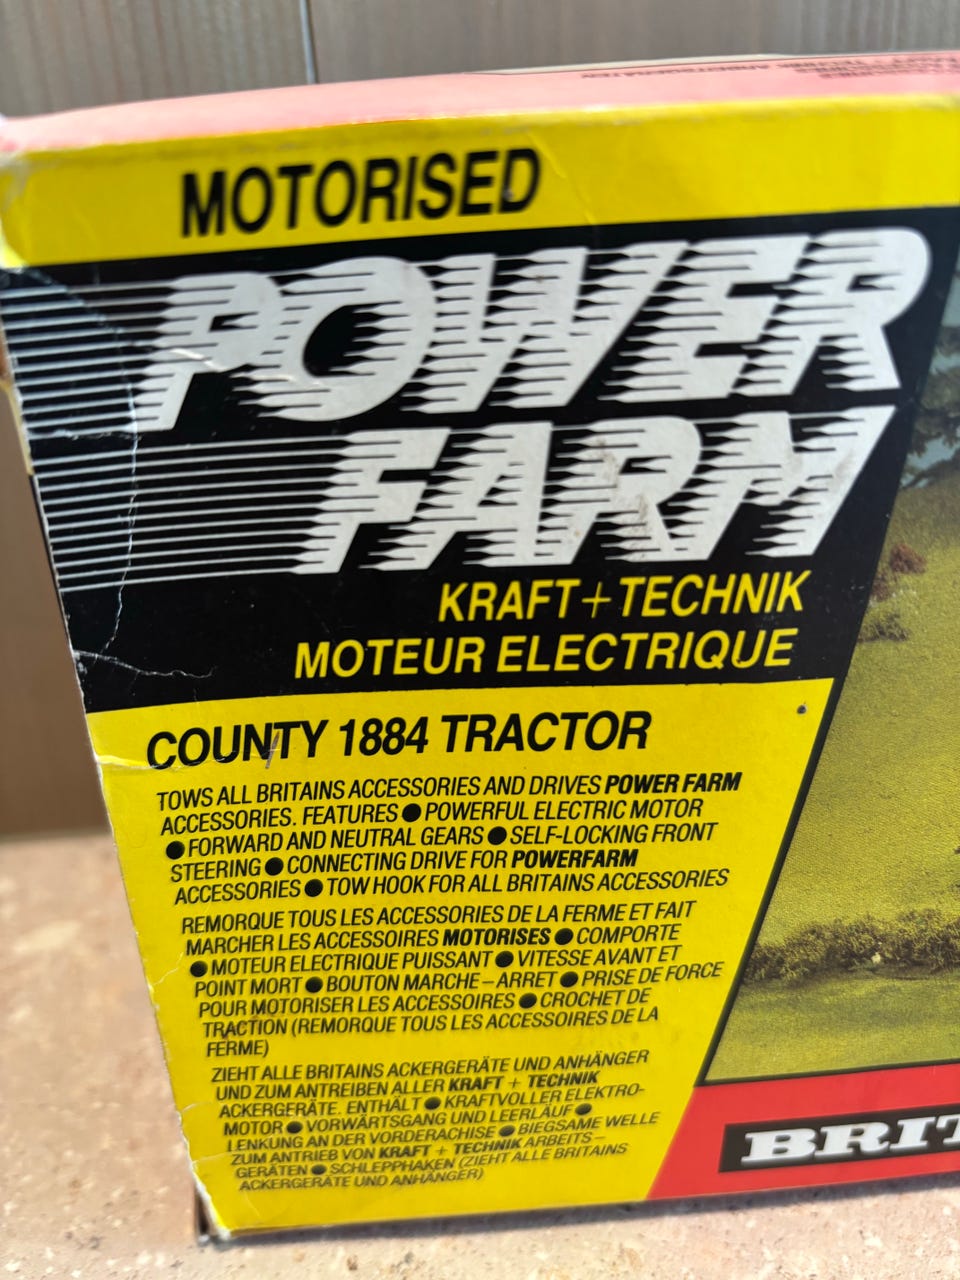 MOTORISED
POWER
FARM
KRAFT + TECHNIK
MOTEUR ELECTRIQUE
COUNTY 1884 TRACTOR
TOWS ALL BRITAINS ACCESSORIES AND DRIVES POWER FARM
ACCESSORIES. FEATURES ● POWERFUL ELECTRIC MOTOR
● FORWARD AND NEUTRAL GEARS ● SELF-LOCKING FRONT
STEERING ● CONNECTING DRIVE FOR POWERFARM
ACCESSORIES ● TOW HOOK FOR ALL BRITAINS ACCESSORIES
REMORQUE TOUS LES ACCESSORIES DE LA FERME ET FAIT
MARCHER LES ACCESSOIRES MOTORISES ● COMPORTE
● MOTEUR ELECTRIQUE PUISSANT ● VITESSE AVANT ET
POINT MORT ● BOUTON MARCHE – ARRET ● PRISE DE FORCE
POUR MOTORISER LES ACCESSOIRES ● CROCHET DE
TRACTION (REMORQUE TOUS LES ACCESSOIRES DE LA
FERME)
ZIEHT ALLE BRITAINS ACKERGERÄTE UND ANHÄNGER
UND ZUM ANTREIBEN ALLER KRAFT + TECHNIK
ACKERGERÄTE. ENTHÄLT ● KRAFTVOLLER ELEKTRO-
MOTOR ● VORWÄRTSGANG UND LEERLÄUF ●
LENKUNG AN DER VORDERACHISE ● BIEGSAME WELLE
ZUM ANTRIEB VON KRAFT + TECHNIK ARBEITS–
GERÄTEN ● SCHLEPPHAKEN (ZIEHT ALLE BRITAINS
ACKERGERÄTE UND ANHÄNGER)
BRIT